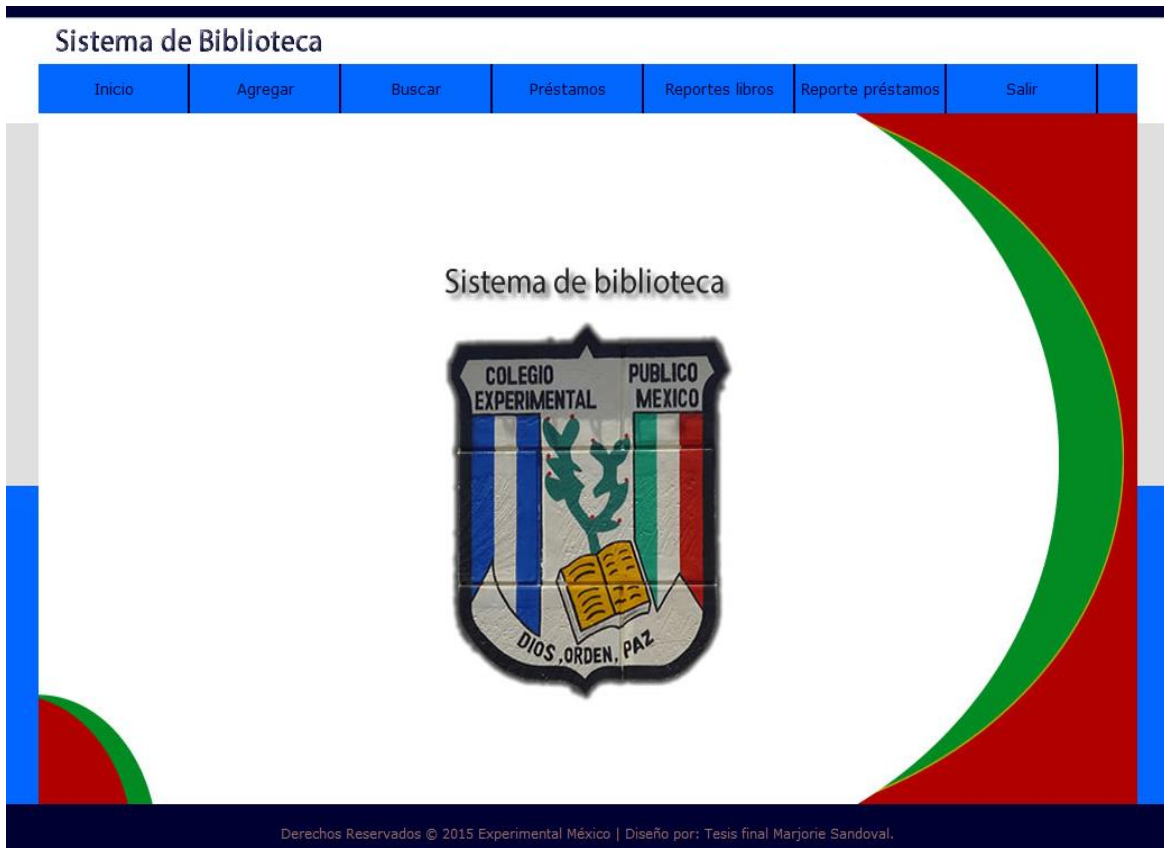 Sistema de Biblioteca
Inicio Agregar Buscar Préstamos Reportes libros Reporte préstamos Salir
Sistema de biblioteca
COLEGIO PUBLICO
EXPERIMENTAL MEXICO
DIOS, ORDEN, PAZ
Derechos Reservados © 2015 Experimental México | Diseño por: Tesis final Marjorie Sandoval.